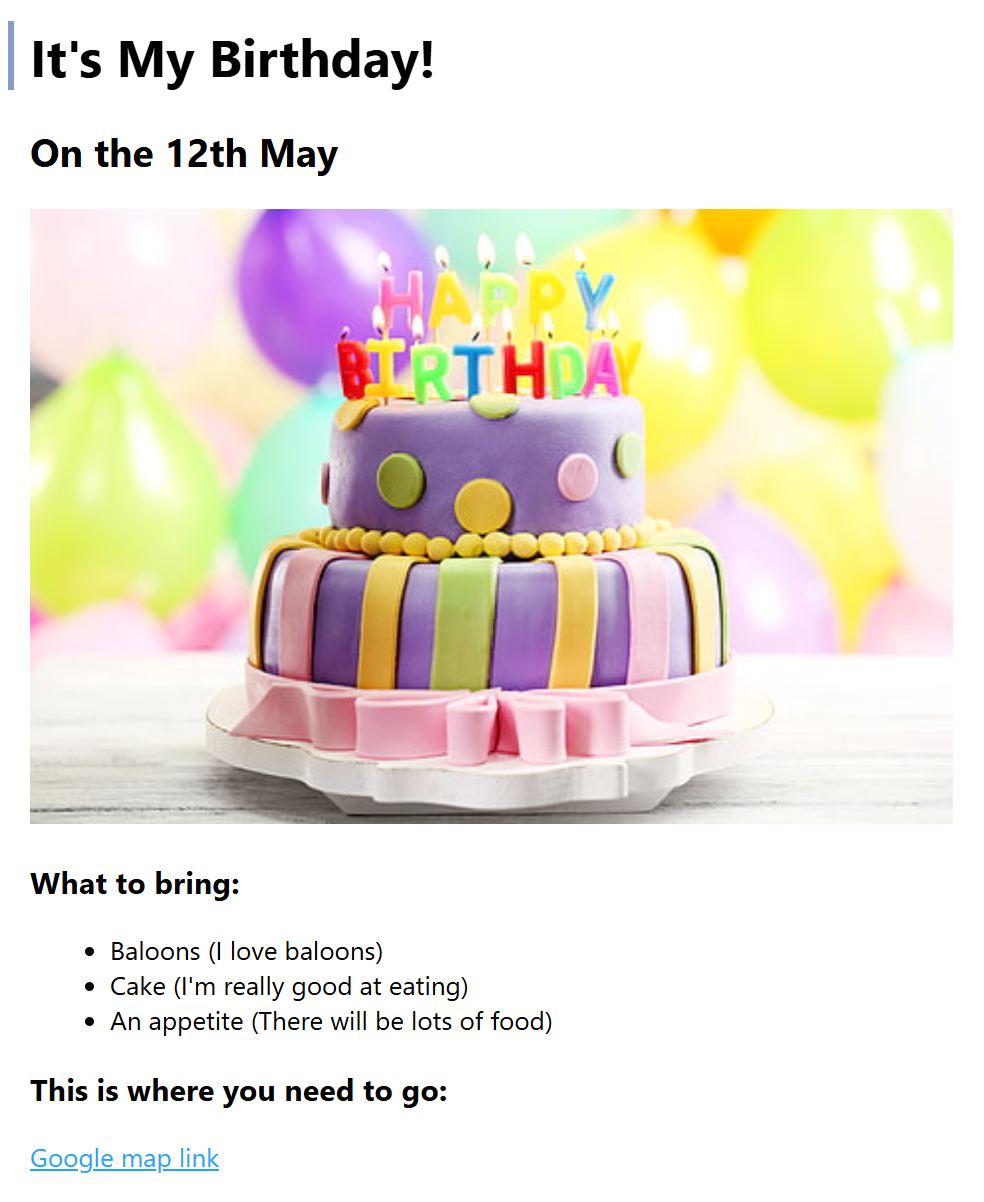 It's My Birthday!
On the 12th May
HAPPY
BIRTHDAY
What to bring:
Baloons (I love baloons)
Cake (I'm really good at eating)
An appetite (There will be lots of food)
This is where you need to go:
Google map link